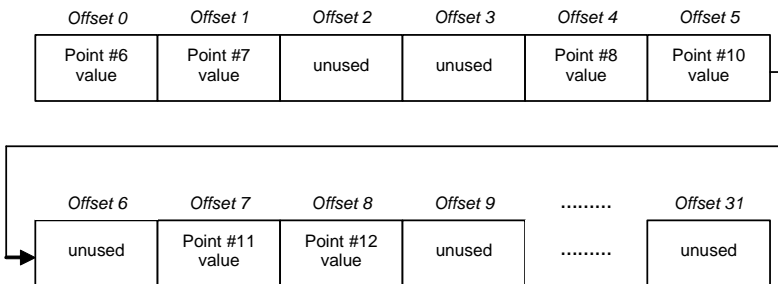 Offset 0 Offset 1 Offset 2 Offset 3 Offset 4 Offset 5
Point #6 value Point #7 value unused unused Point #8 value Point #10 value
Offset 6 Offset 7 Offset 8 Offset 9 ......... Offset 31
unused Point #11 value Point #12 value unused ......... unused